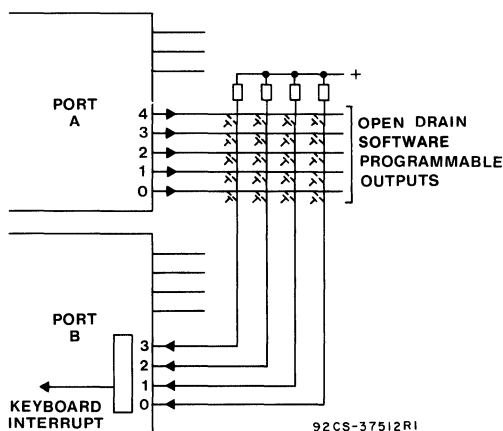 +
PORT
A
4
3
2
1
0
OPEN DRAIN
SOFTWARE
PROGRAMMABLE
OUTPUTS
PORT
B
3
2
1
0
KEYBOARD
INTERRUPT
92CS-37512R1